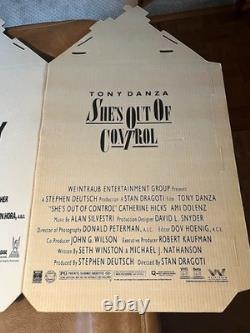 TONY DANZA
SHE'S OUT OF
CONTROL
WEINTRAUB ENTERTAINMENT GROUP Presents
A STEPHEN DEUTSCH Production A STAN DRAGOTI Film TONY DANZA
"SHE'S OUT OF CONTROL" CATHERINE HICKS AMI DOLENZ
Music By ALAN SILVESTRI Production Designer DAVID L. SNYDER
Director of Photography DONALD PETERMAN, A.S.C. Editor DOV HOENIG, A.C.E.
Co Producer JOHN G. WILSON Executive Producer ROBERT KAUFMAN
Written by SETH WINSTON & MICHAEL J. NATHANSON
Produced By STEPHEN DEUTSCH Directed By STAN DRAGOTI
PG
Y
HER
N HORA, A.S.C.